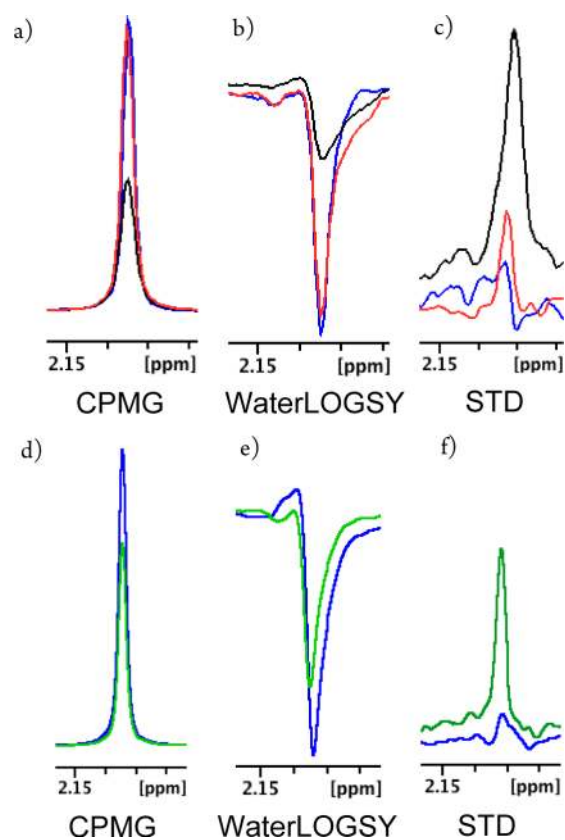 a) b) c)
2.15 [ppm] 2.15 [ppm] 2.15 [ppm]
CPMG WaterLOGSY STD
d) e) f)
2.15 [ppm] 2.15 [ppm] 2.15 [ppm]
CPMG WaterLOGSY STD